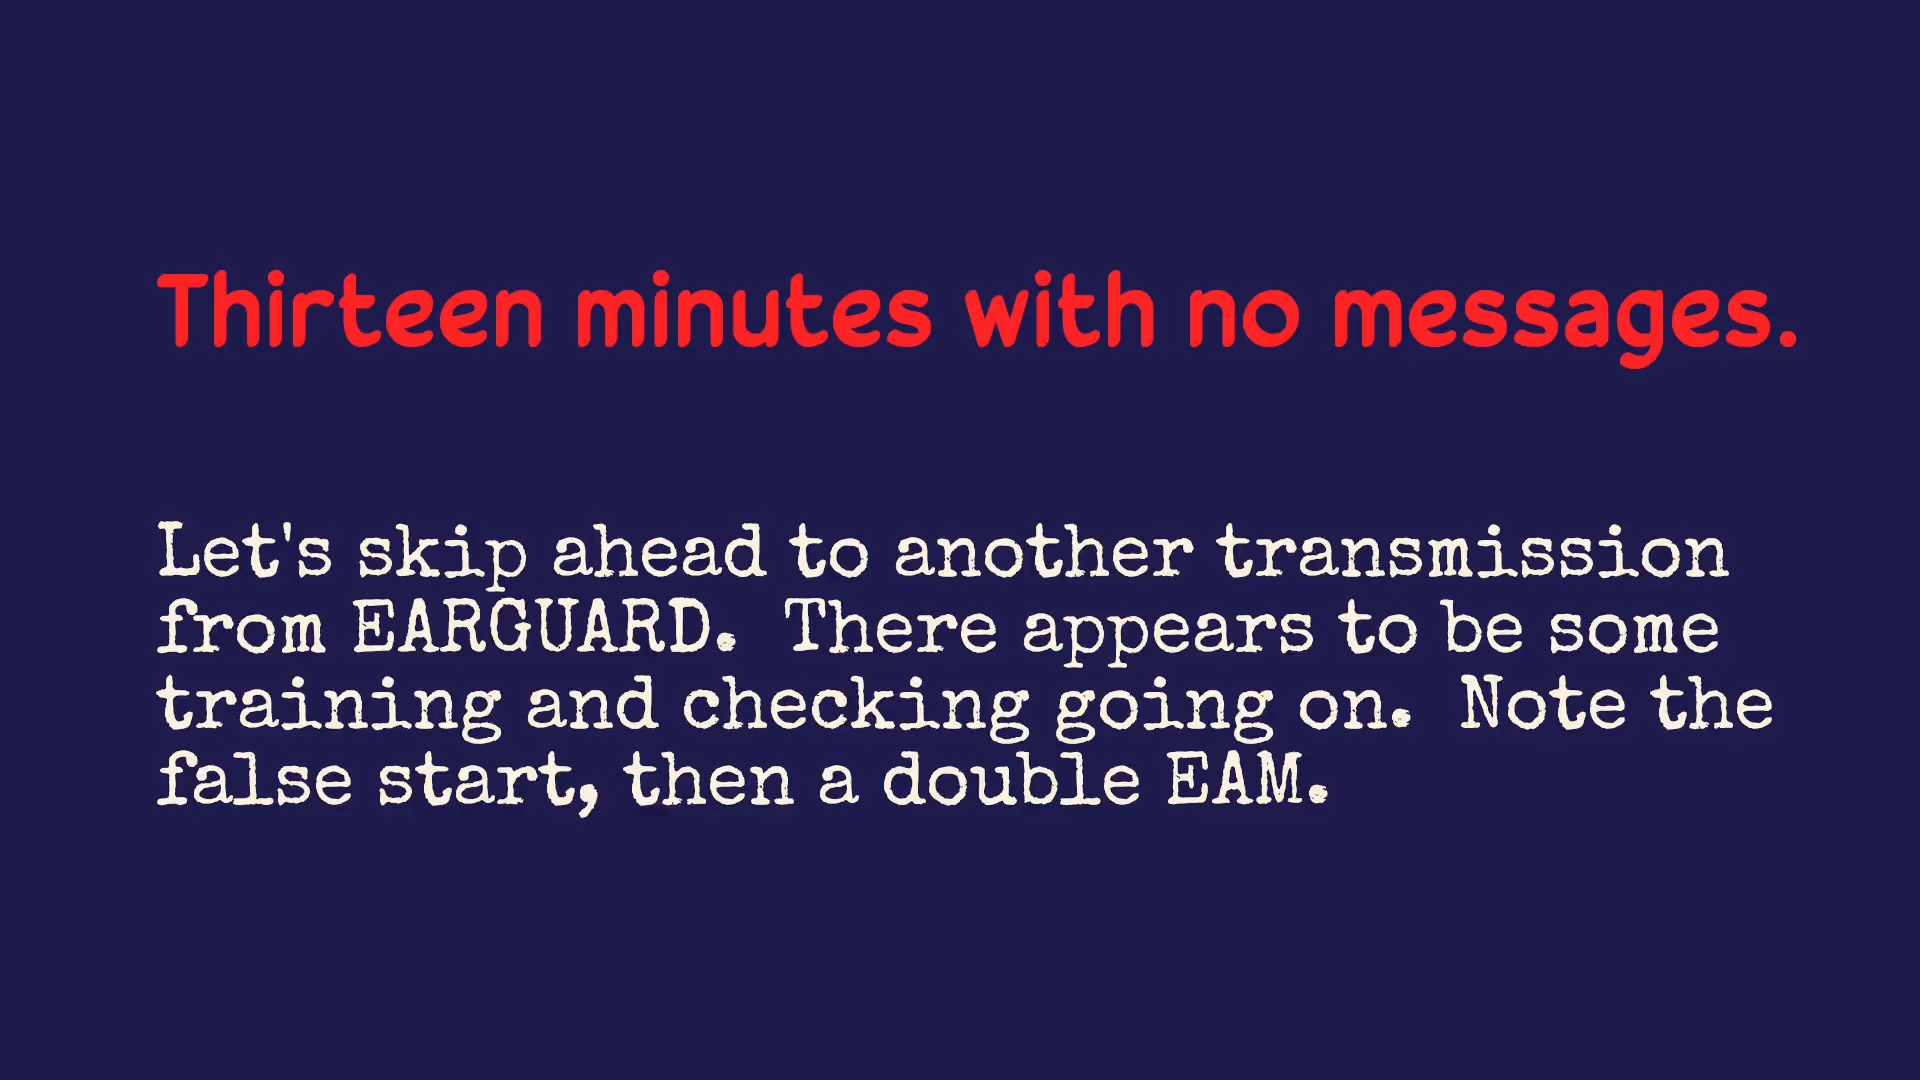 Thirteen minutes with no messages.
Let's skip ahead to another transmission
from EARGUARD.  There appears to be some
training and checking going on.  Note the
false start, then a double EAM.